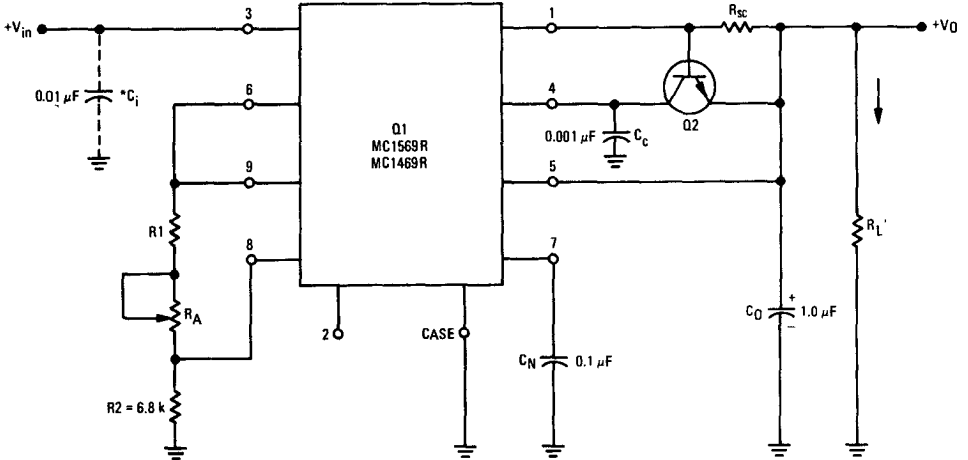 +Vin
3
1
RSC
+VO
0.01 µF
*Ci
6
4
Q1
MC1569R
MC1469R
Q2
0.001 µF
Cc
9
5
R1
8
7
RL'
RA
2
CASE
CN
0.1 µF
CO
+
1.0 µF
–
R2 = 6.8 k